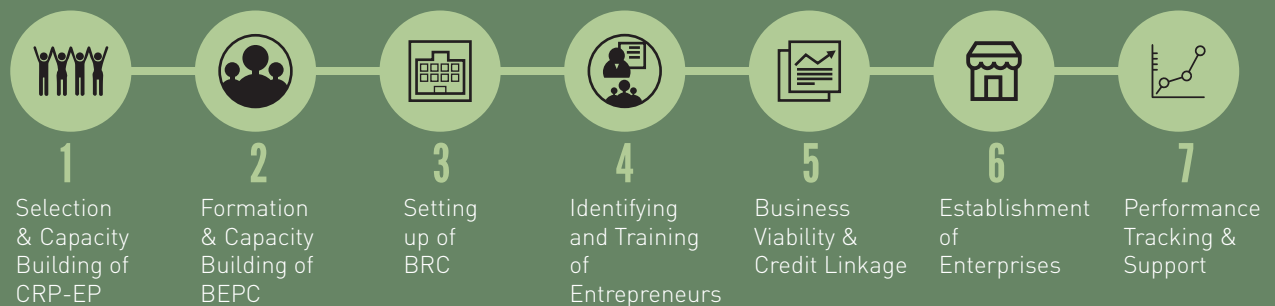 1
Selection
& Capacity
Building of
CRP-EP
2
Formation
& Capacity
Building of
BEPC
3
Setting
up of
BRC
4
Identifying
and Training
of
Entrepreneurs
5
Business
Viability &
Credit Linkage
6
Establishment
of
Enterprises
7
Performance
Tracking &
Support